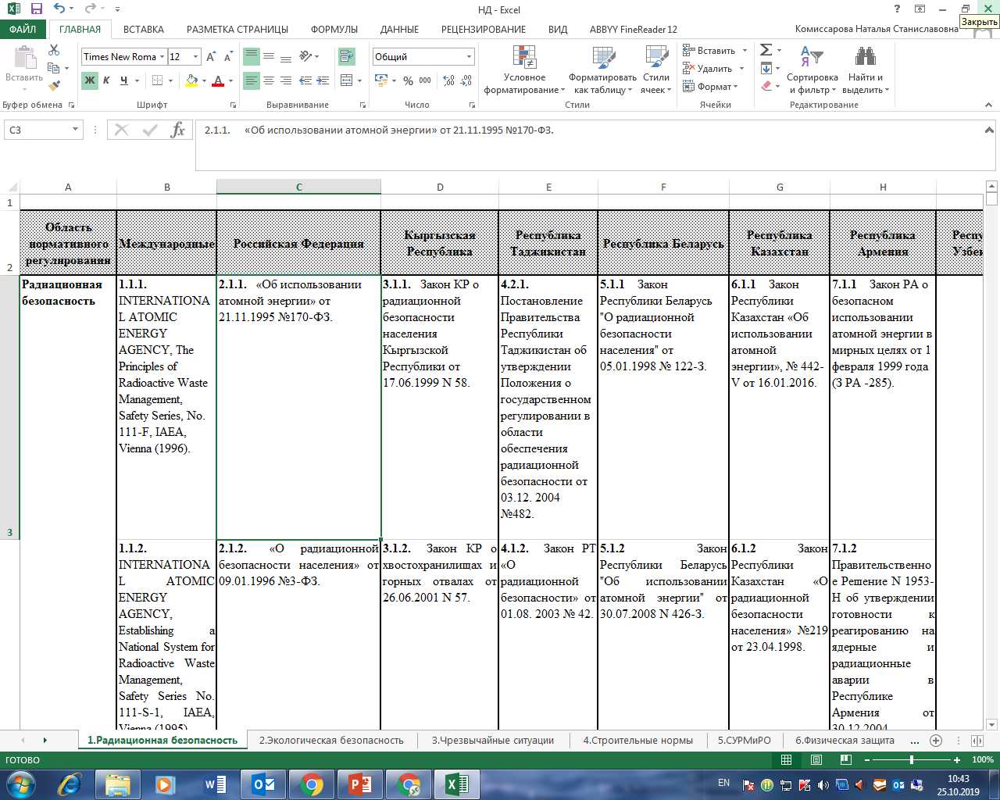 НД - Excel
Закрыть
ФАЙЛ ГЛАВНАЯ ВСТАВКА РАЗМЕТКА СТРАНИЦЫ ФОРМУЛЫ ДАННЫЕ РЕЦЕНЗИРОВАНИЕ ВИД ABBYY FineReader 12 Комиссарова Наталья Станиславовна
Вставить
Times New Roma 12
Ж К Ч
Общий
% 000
Условное форматирование
Форматировать как таблицу
Стили ячеек
Вставить
Удалить
Формат
Сортировка и фильтр
Найти и выделить
Буфер обмена Шрифт Выравнивание Число Стили Ячейки Редактирование
C3
fx
2.1.1. «Об использовании атомной энергии» от 21.11.1995 №170-ФЗ.
A B C D E F G H
1
2
Область
нормативного
регулирования
Международные
Российская Федерация
Кыргызская
Республика
Республика
Таджикистан
Республика Беларусь
Республика
Казахстан
Республика
Армения
Респу
Узбек
3
Радиационная
безопасность
1.1.1.
INTERNATIONA
L ATOMIC
ENERGY
AGENCY, The
Principles of
Radioactive Waste
Management,
Safety Series, No.
111-F, IAEA,
Vienna (1996).
2.1.1. «Об использовании
атомной энергии» от
21.11.1995 №170-ФЗ.
3.1.1. Закон КР о
радиационной
безопасности
населения
Кыргызской
Республики от
17.06.1999 N 58.
4.2.1.
Постановление
Правительства
Республики
Таджикистан об
утверждении
Положения о
государственном
регулировании в
области
обеспечения
радиационной
безопасности от
03.12. 2004
№482.
5.1.1 Закон
Республики Беларусь
"О радиационной
безопасности
населения" от
05.01.1998 № 122-З.
6.1.1 Закон
Республики
Казахстан «Об
использовании
атомной
энергии», № 442-
V от 16.01.2016.
7.1.1 Закон РА о
безопасном
использовании
атомной энергии в
мирных целях от 1
февраля 1999 года
(З РА -285).
1.1.2.
INTERNATIONA
L ATOMIC
ENERGY
AGENCY,
Establishing a
National System for
Radioactive Waste
Management,
Safety Series No.
111-S-1, IAEA,
Vienna (1995)
2.1.2. «О радиационной
безопасности населения» от
09.01.1996 №3-ФЗ.
3.1.2. Закон КР о
хвостохранилищах и
горных отвалах от
26.06.2001 N 57.
4.1.2. Закон РТ
«О
радиационной
безопасности» от
01.08. 2003 № 42.
5.1.2 Закон
Республики Беларусь
"Об использовании
атомной энергии" от
30.07.2008 N 426-З.
6.1.2 Закон
Республики
Казахстан «О
радиационной
безопасности
населения» №219
от 23.04.1998.
7.1.2
Правительственно
е Решение N 1953-
Н об утверждении
готовности к
реагированию на
ядерные и
радиационные
аварии в
Республике
Армения от
30.12.2004
1.Радиационная безопасность 2.Экологическая безопасность 3.Чрезвычайные ситуации 4.Строительные нормы 5.СУРМиРО 6.Физическая защита ...
ГОТОВО
100%
EN
10:43
25.10.2019